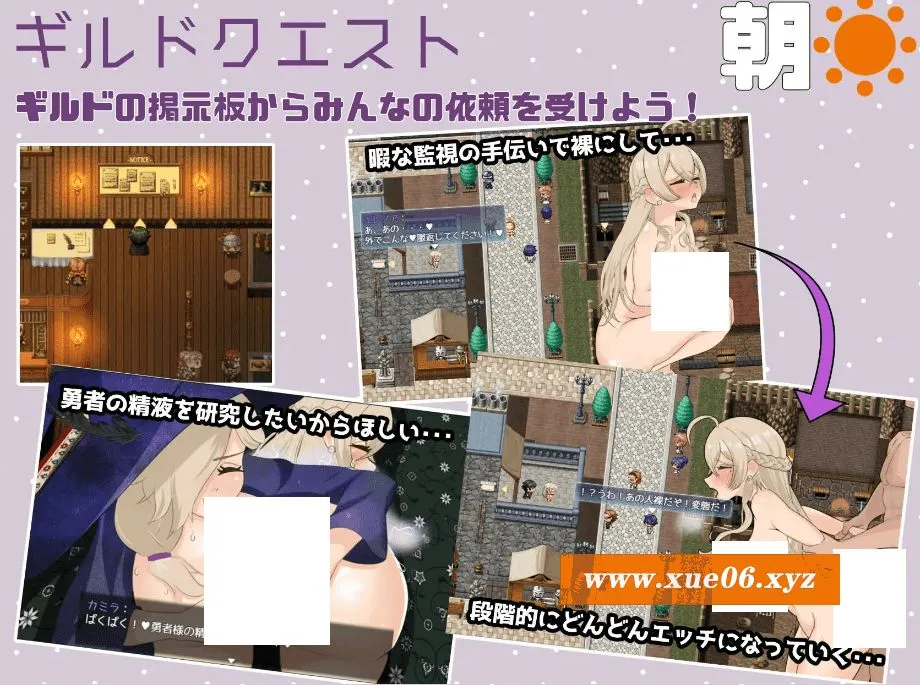 ギルドクエスト
朝
ギルドの掲示板からみんなの依頼を受けよう！
-NOTICE-
暇な監視の手伝いで裸にして・・・
あ、あの・・・♥
外でこんな♥服返してください！♥
勇者の精液を研究したいからほしい・・・
カミラ：
ぱくぱく！♥勇者様の精
！？うわ！あの人裸だぞ！変態だ！
www.xue06.xyz
段階的にどんどんエッチになっていく・・・